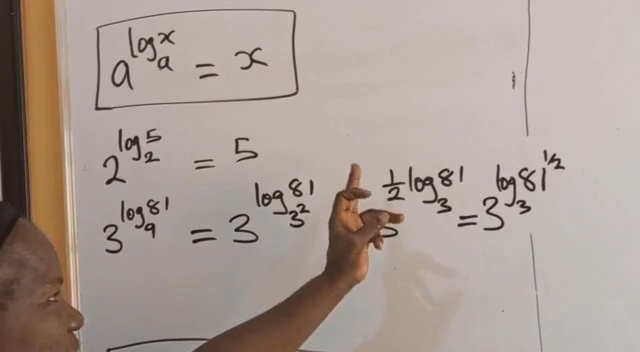 a^{log_a x} = x
2^{log_2 5} = 5
3^{log_9 81} = 3^{log_{3^2} 81} 3^{1/2 log_3 81} = 3^{log_3 81^{1/2}}